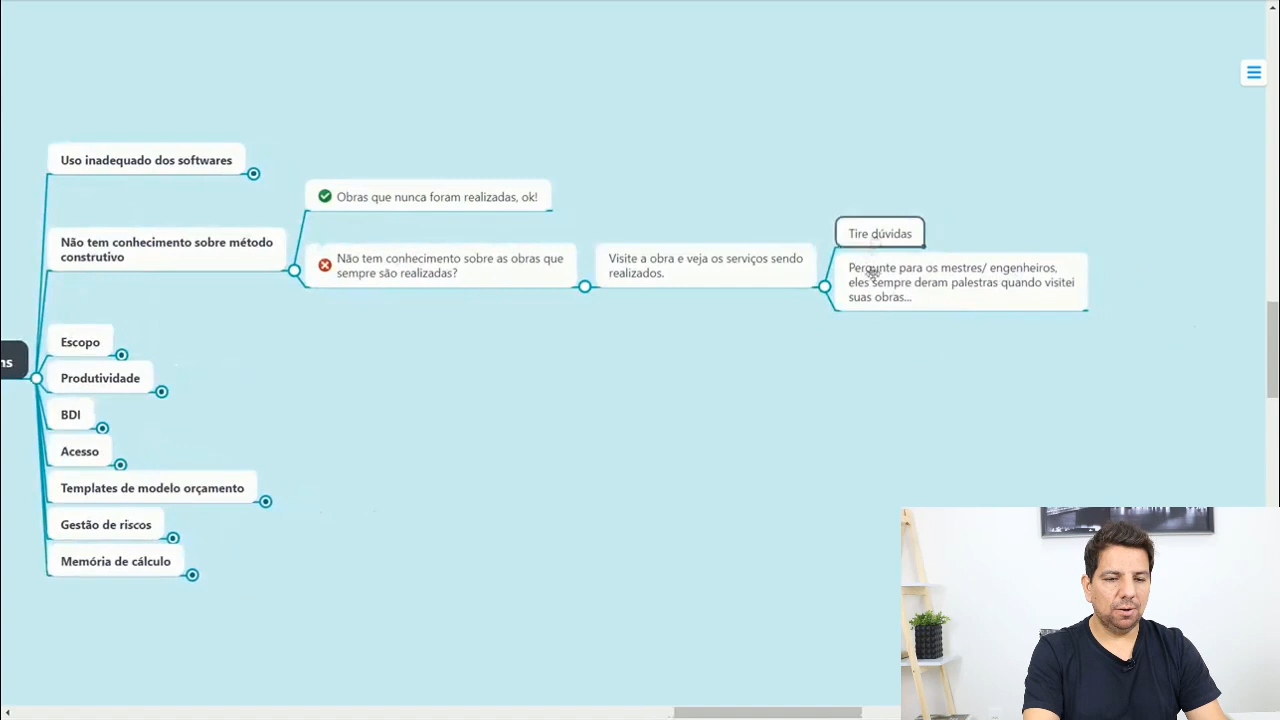 Uso inadequado dos softwares
Obras que nunca foram realizadas, ok!
Não tem conhecimento sobre método
construtivo
Não tem conhecimento sobre as obras que
sempre são realizadas?
Visite a obra e veja os serviços sendo
realizados.
Tire dúvidas
Pergunte para os mestres/ engenheiros,
eles sempre deram palestras quando visitei
suas obras...
ns
Escopo
Produtividade
BDI
Acesso
Templates de modelo orçamento
Gestão de riscos
Memória de cálculo